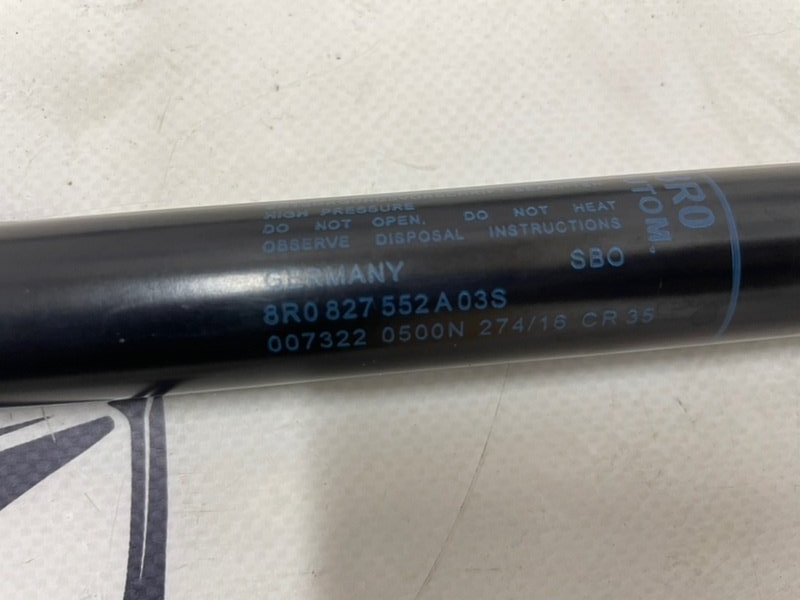 HIGH PRESSURE
DO NOT OPEN. DO NOT HEAT
OBSERVE DISPOSAL INSTRUCTIONS
GERMANY SBO
8R0 827 552 A 03S
007322 0500N 274/16 CR 35
TOM.